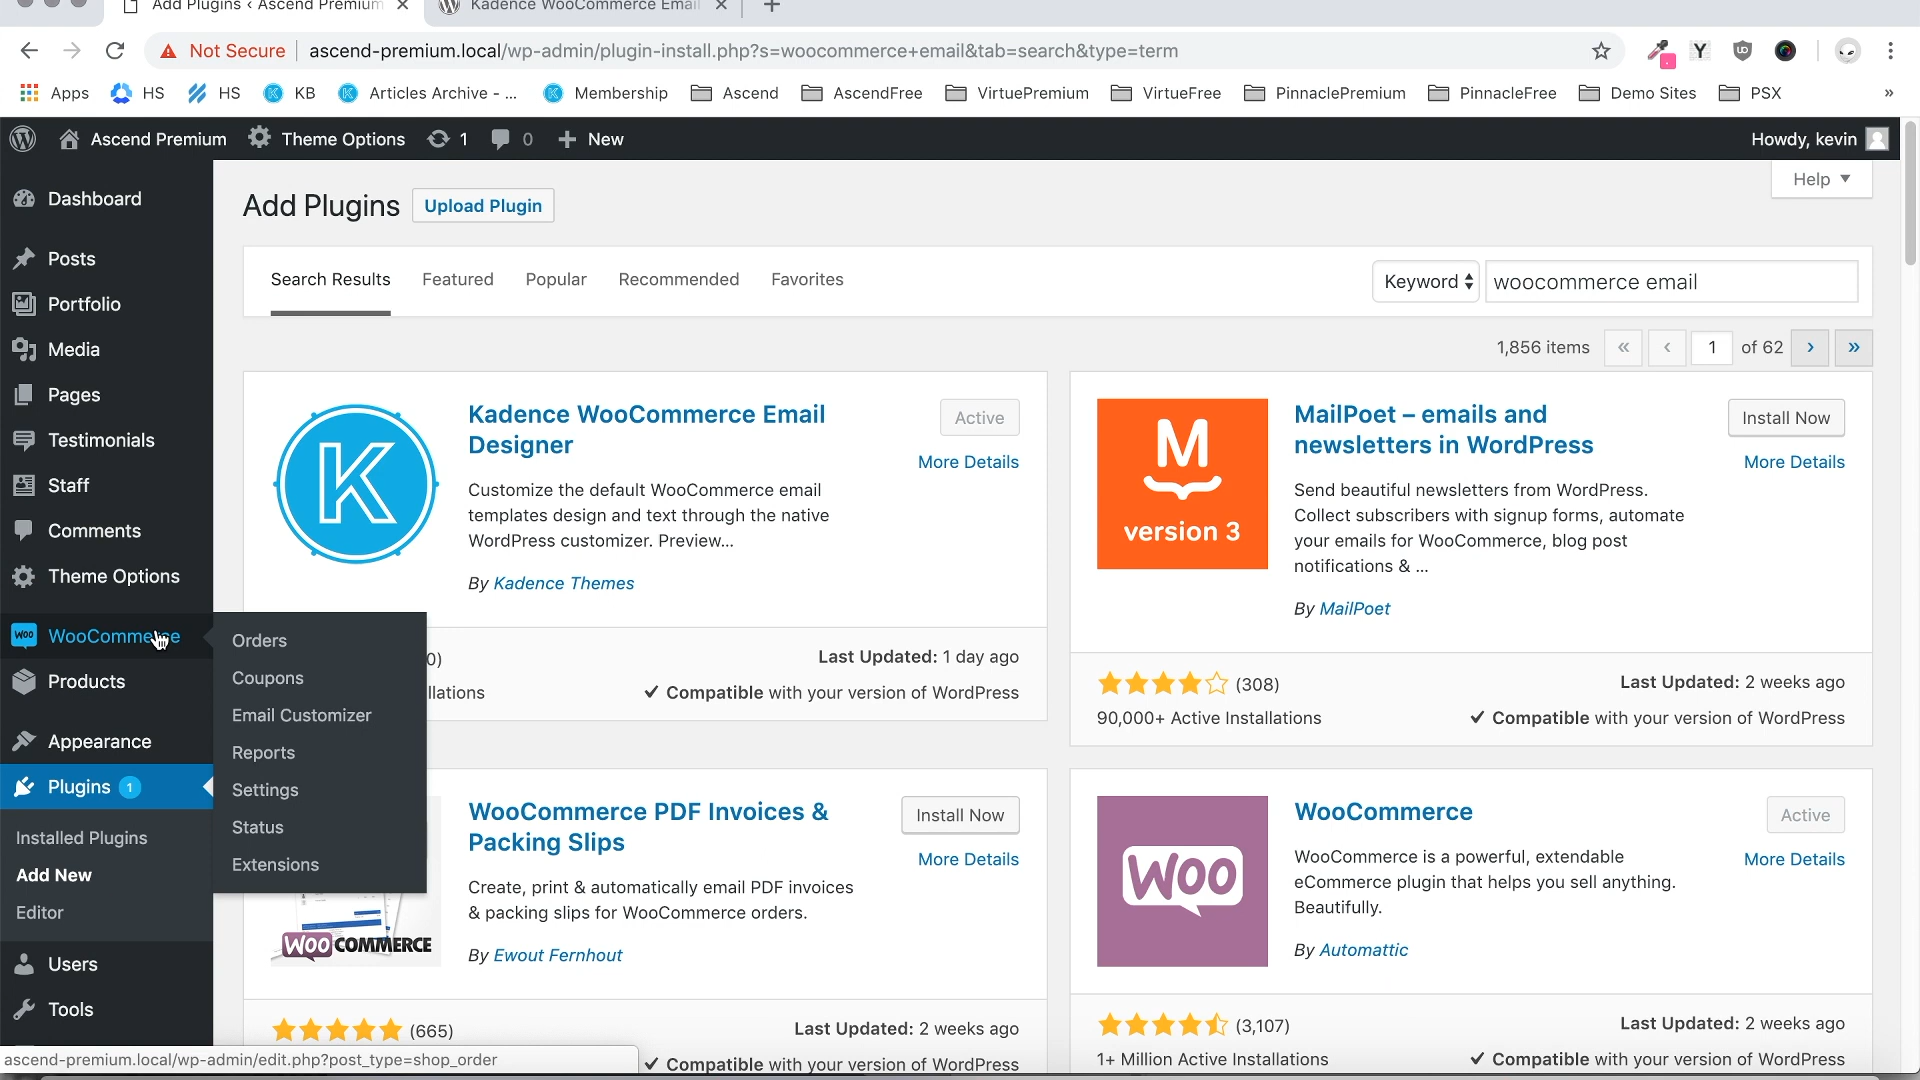 Add Plugins ‹ Ascend Premium
Kadence WooCommerce Email
Not Secure
ascend-premium.local/wp-admin/plugin-install.php?s=woocommerce+email&tab=search&type=term
Apps
HS
HS
KB
Articles Archive - ...
Membership
Ascend
AscendFree
VirtuePremium
VirtueFree
PinnaclePremium
PinnacleFree
Demo Sites
PSX
»
Ascend Premium
Theme Options
1
0
New
Howdy, kevin
Help
Dashboard
Posts
Portfolio
Media
Pages
Testimonials
Staff
Comments
Theme Options
WooCommerce
Products
Appearance
Plugins 1
Installed Plugins
Add New
Editor
Users
Tools
Orders
Coupons
Email Customizer
Reports
Settings
Status
Extensions
Add Plugins
Upload Plugin
Search Results
Featured
Popular
Recommended
Favorites
Keyword
woocommerce email
1,856 items
«
‹
1
of 62
›
»
K
Kadence WooCommerce Email
Designer
Active
More Details
Customize the default WooCommerce email
templates design and text through the native
WordPress customizer. Preview...
By Kadence Themes
0)
llations
Last Updated: 1 day ago
✓ Compatible with your version of WordPress
M
version 3
MailPoet – emails and
newsletters in WordPress
Install Now
More Details
Send beautiful newsletters from WordPress.
Collect subscribers with signup forms, automate
your emails for WooCommerce, blog post
notifications & ...
By MailPoet
(308)
90,000+ Active Installations
Last Updated: 2 weeks ago
✓ Compatible with your version of WordPress
WOOCOMMERCE
WooCommerce PDF Invoices &
Packing Slips
Install Now
More Details
Create, print & automatically email PDF invoices
& packing slips for WooCommerce orders.
By Ewout Fernhout
(665)
Last Updated: 2 weeks ago
✓ Compatible with your version of WordPress
WOO
WooCommerce
Active
More Details
WooCommerce is a powerful, extendable
eCommerce plugin that helps you sell anything.
Beautifully.
By Automattic
(3,107)
1+ Million Active Installations
Last Updated: 2 weeks ago
✓ Compatible with your version of WordPress
ascend-premium.local/wp-admin/edit.php?post_type=shop_order